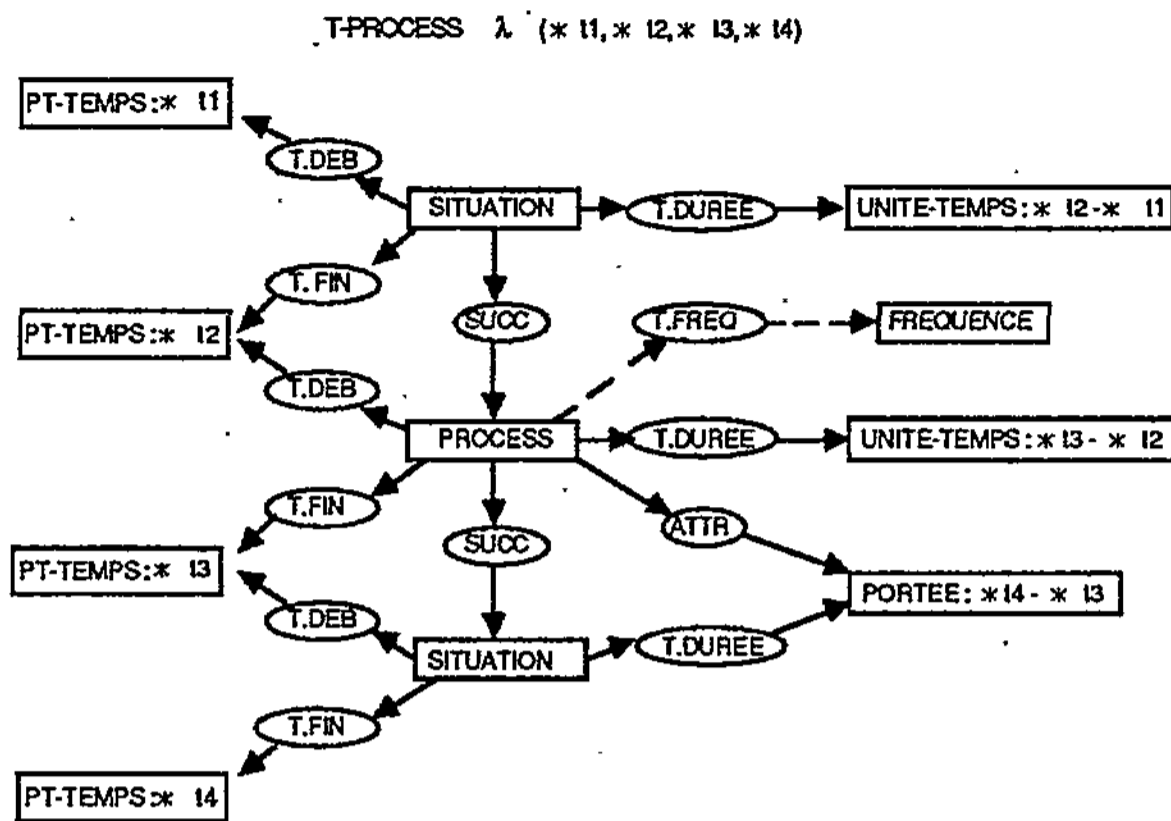 T-PROCESS λ (* t1, * t2, * t3, * t4)
PT-TEMPS:* t1
T.DEB
SITUATION
T.DUREE
UNITE-TEMPS:* t2-* t1
T.FIN
SUCC
T.FREQ
FREQUENCE
PT-TEMPS:* t2
T.DEB
PROCESS
T.DUREE
UNITE-TEMPS:*t3- * t2
T.FIN
SUCC
ATTR
PT-TEMPS:* t3
PORTEE: *t4- * t3
T.DEB
SITUATION
T.DUREE
T.FIN
PT-TEMPS:* t4